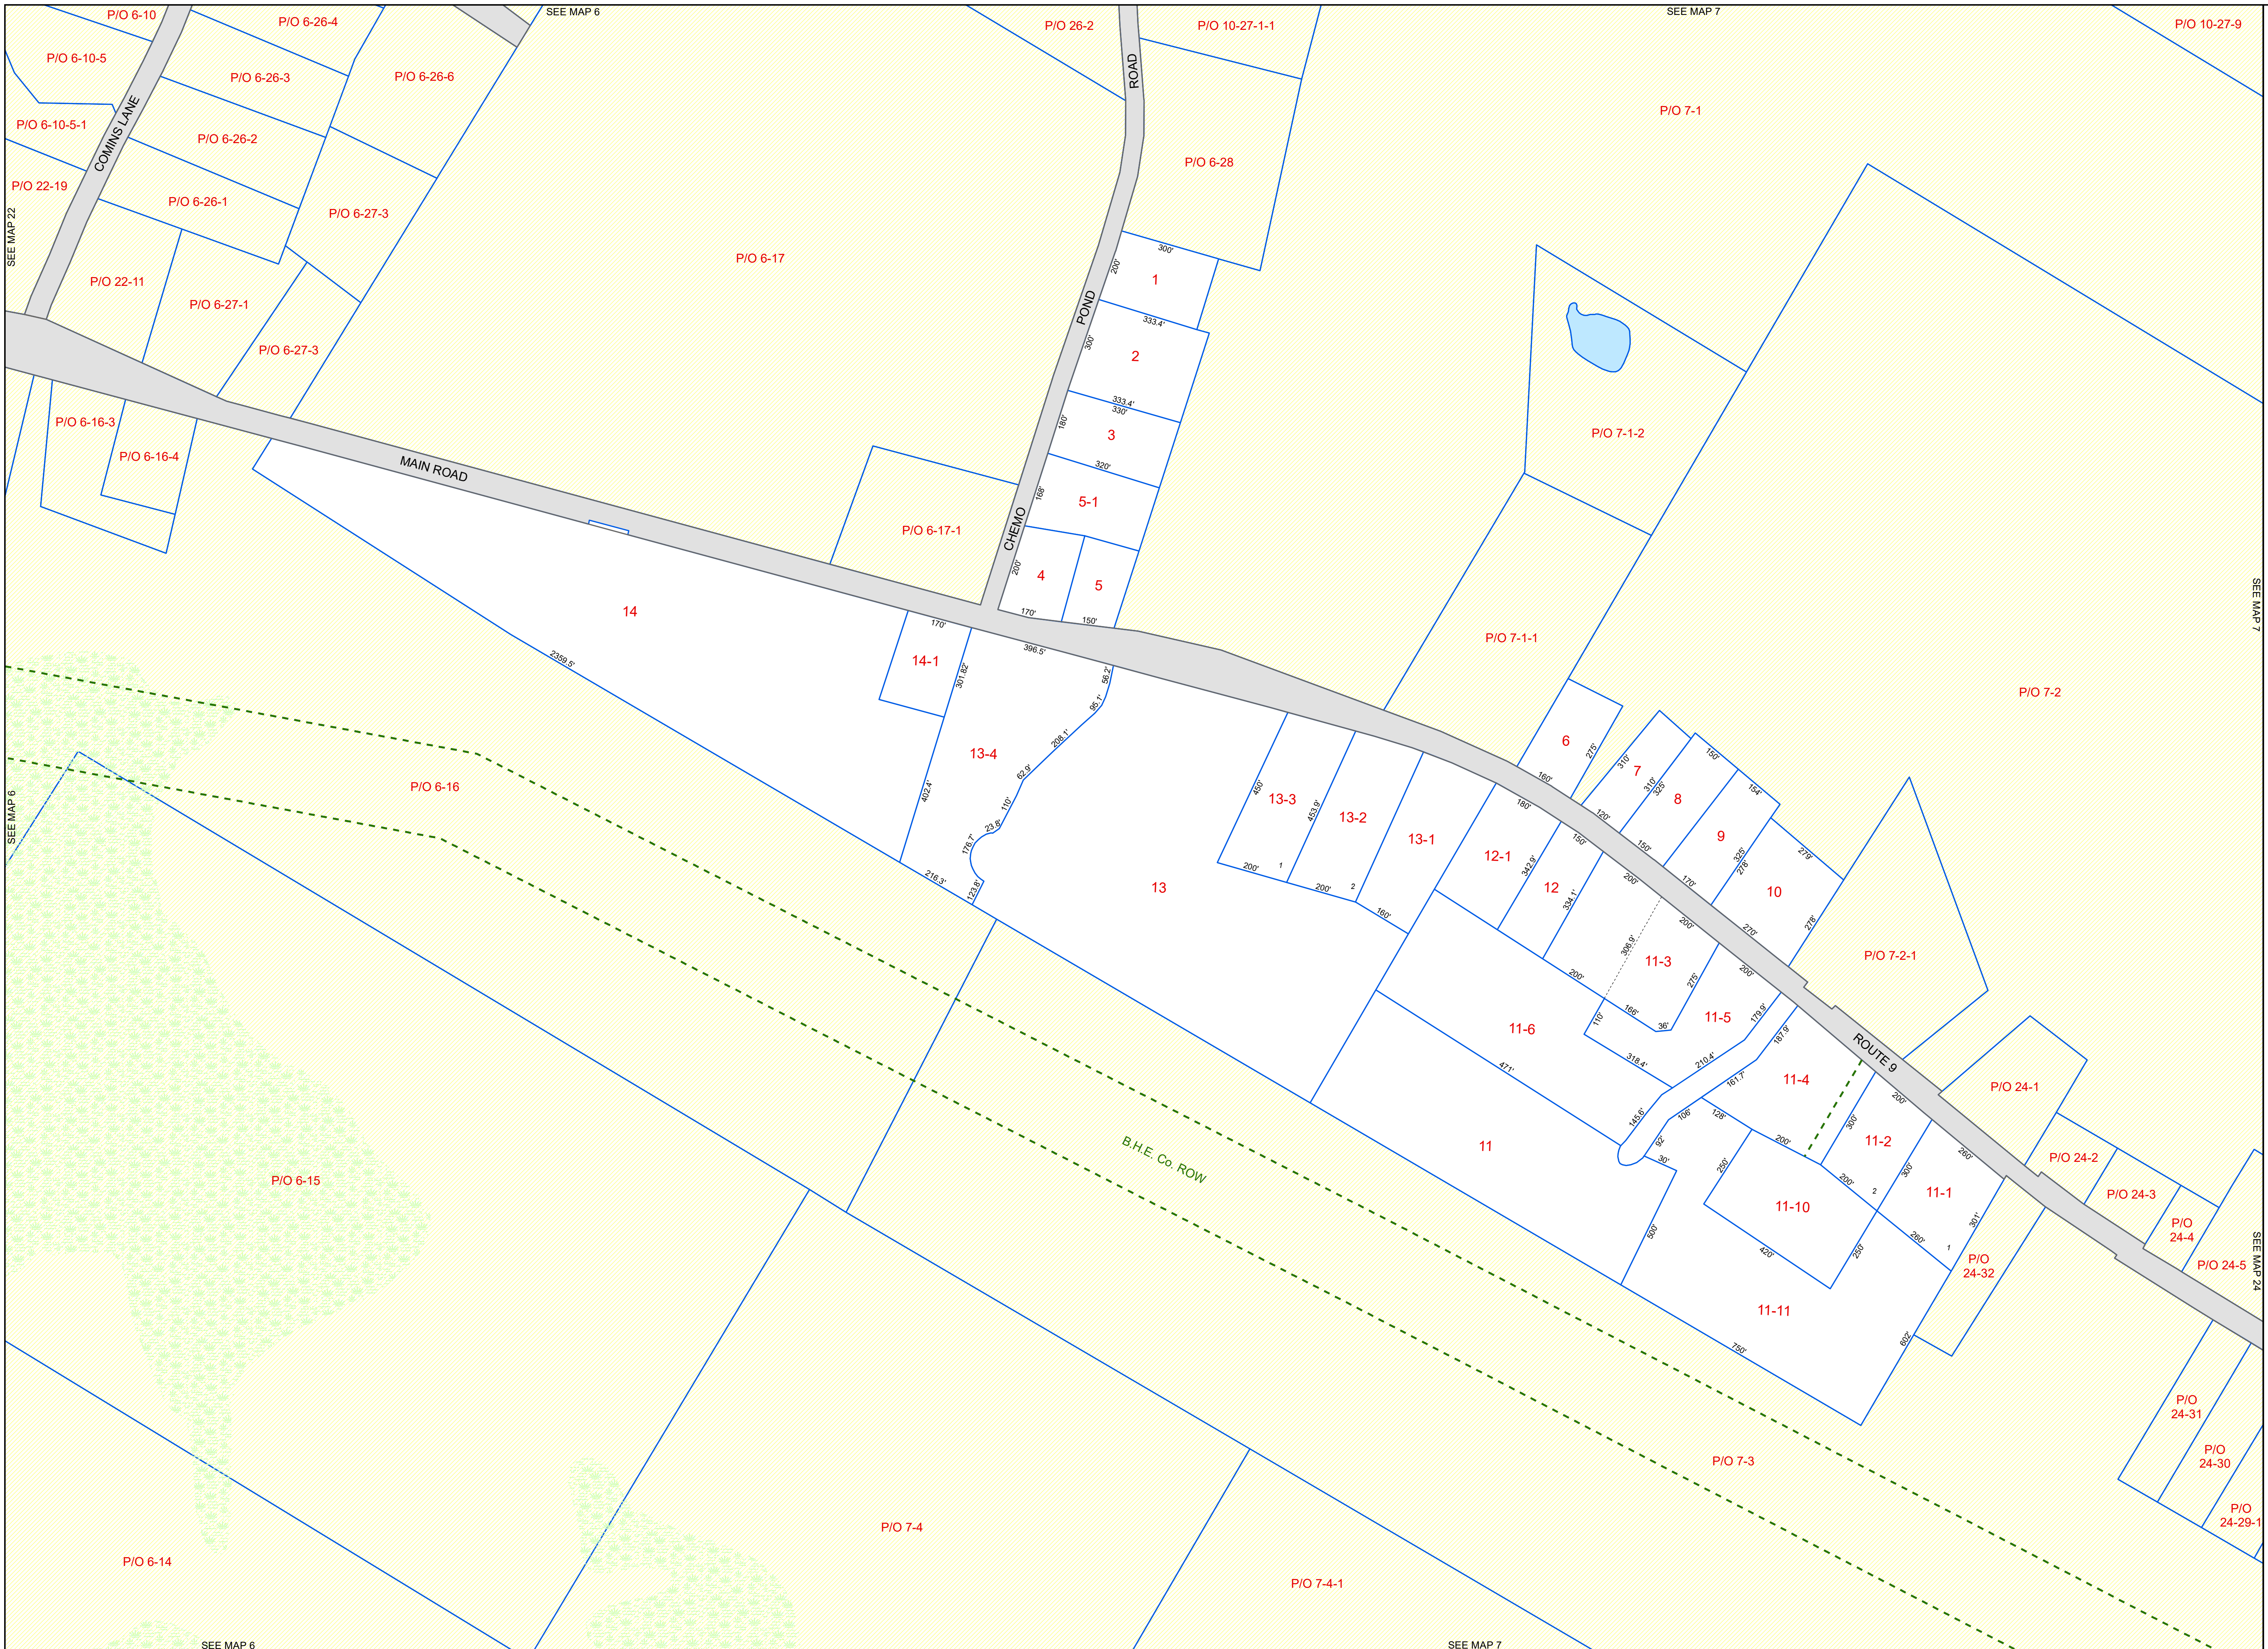 SEE MAP 6
SEE MAP 7
P/O 6-10
P/O 6-26-4
P/O 26-2
P/O 10-27-1-1
P/O 10-27-9
P/O 6-10-5
P/O 6-26-3
P/O 6-26-6
ROAD
P/O 7-1
P/O 6-10-5-1
COMINS LANE
P/O 6-26-2
P/O 6-28
P/O 22-19
P/O 6-26-1
P/O 6-27-3
SEE MAP 22
P/O 6-17
300'
200'
1
P/O 22-11
P/O 6-27-1
POND
333.4'
300'
2
P/O 6-27-3
333.4'
330'
180'
3
P/O 7-1-2
P/O 6-16-3
P/O 6-16-4
MAIN ROAD
320'
168'
5-1
P/O 6-17-1
CHEMO
200'
4
5
170'
150'
SEE MAP 7
14
170'
396.5'
P/O 7-1-1
2359.5'
14-1
301.82'
56.2'
95.1'
P/O 7-2
208.1'
13-4
62.9'
402.4'
110'
23.8'
176.7'
216.3'
123.8'
6
275'
160'
310'
7
310'
325'
150'
120'
8
154'
P/O 6-16
SEE MAP 6
450'
13-3
453.9'
13-2
13-1
180'
150'
150'
9
325'
278'
279'
12-1
342.9'
12
334.1'
200'
170'
10
278'
13
200'
1
200'
2
160'
200'
270'
306.9'
11-3
275'
200'
P/O 7-2-1
200'
166'
36'
11-6
110'
11-5
179.9'
187.9'
318.4'
210.4'
161.7'
471'
ROUTE 9
11-4
P/O 24-1
145.6'
106'
128'
200'
300'
200'
11-2
260'
11
92'
30'
250'
B.H.E. Co. ROW
P/O 6-15
200'
2
300'
11-1
P/O 24-2
P/O 24-3
11-10
301'
P/O
24-4
500'
420'
250'
260'
1
P/O
24-32
P/O 24-5
SEE MAP 24
11-11
750'
602'
P/O
24-31
P/O 7-3
P/O
24-30
P/O
24-29-1
P/O 7-4
P/O 6-14
P/O 7-4-1
SEE MAP 6
SEE MAP 7